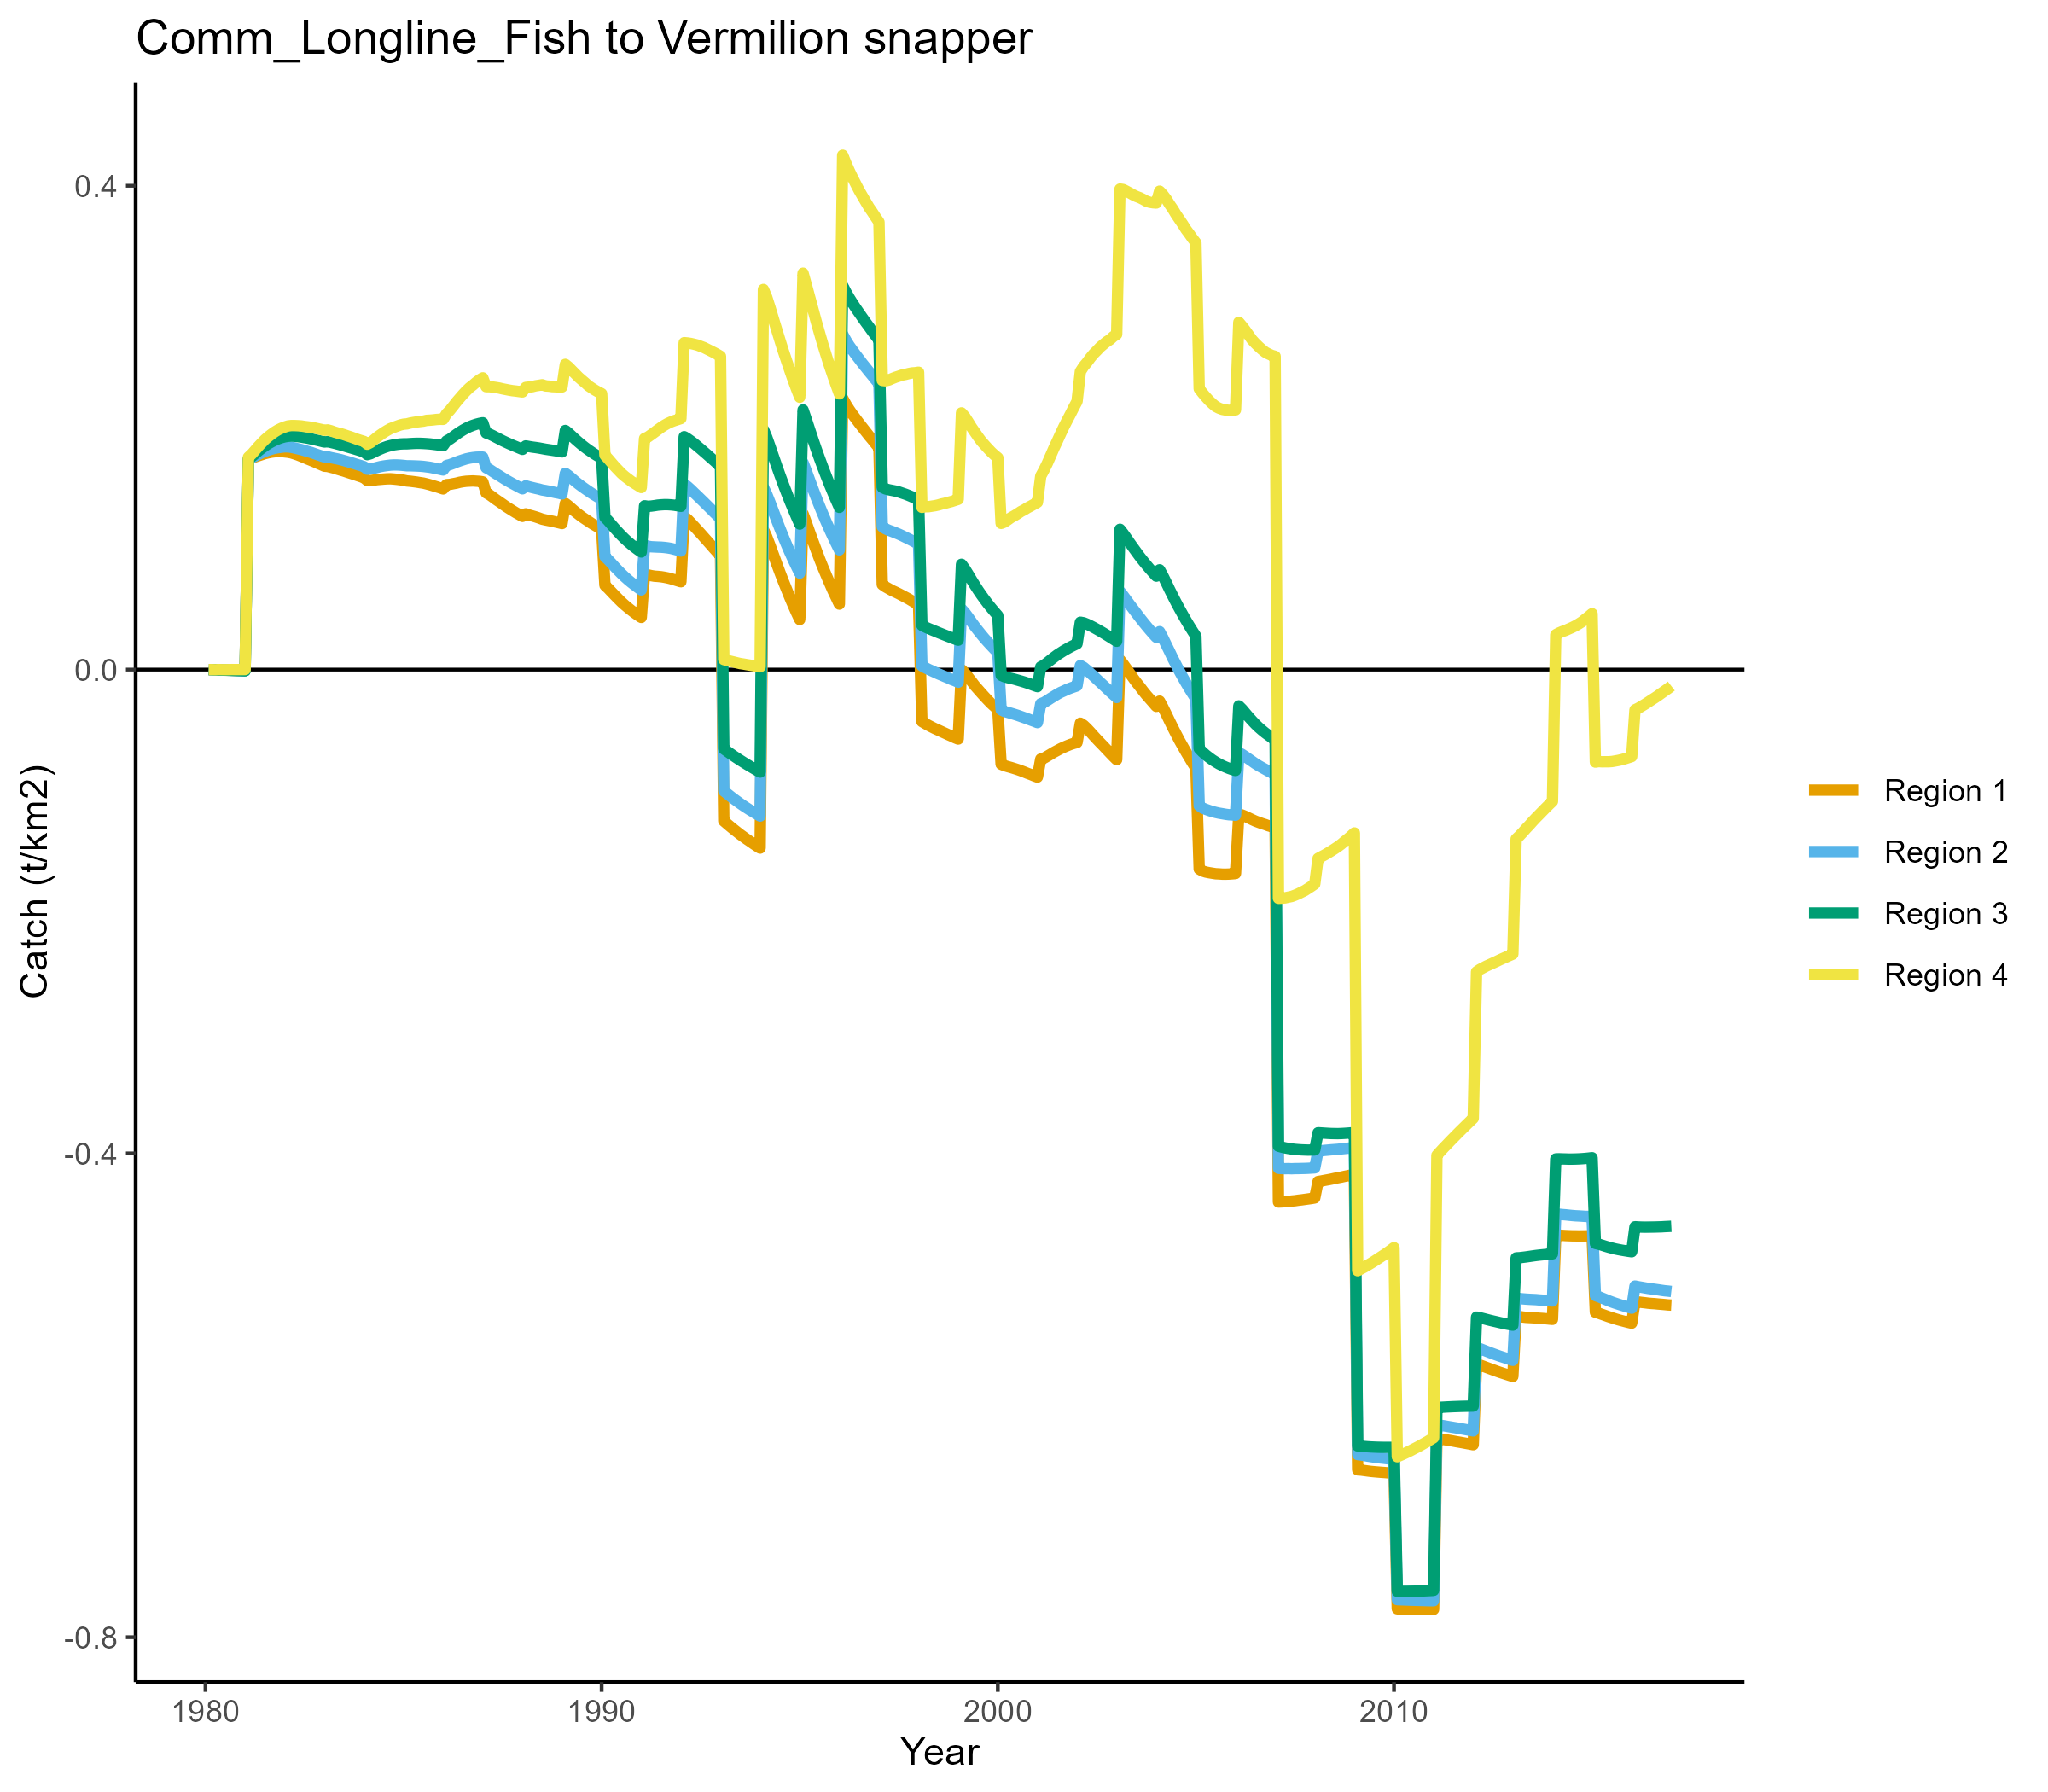 Comm_Longline_Fish to Vermilion snapper
Catch (t/km2)
0.4
0.0
-0.4
-0.8
1980
1990
2000
2010
Year
Region 1
Region 2
Region 3
Region 4